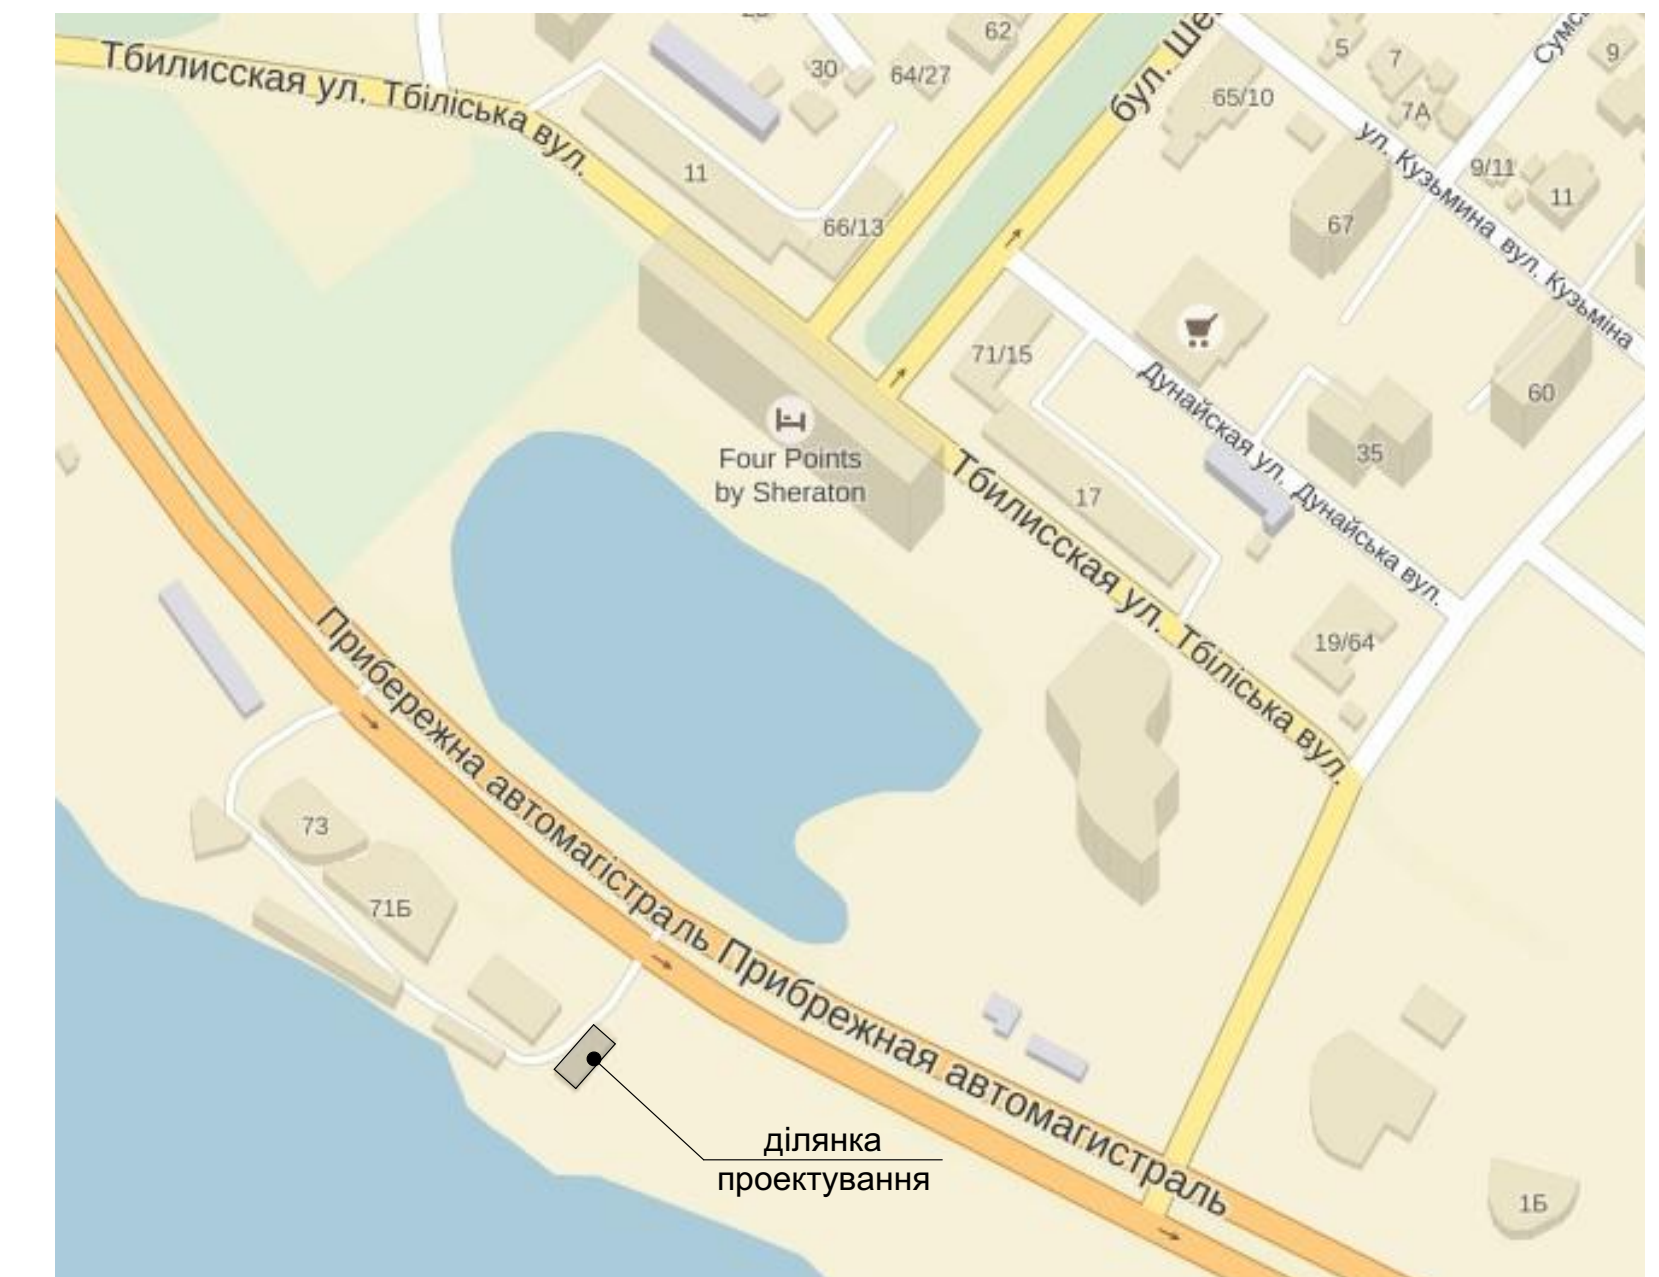 62
5
7
9
Тбилисская ул. Тбіліська вул.
30
64/27
65/10
7А
11
9/11
11
66/13
67
ул. Кузьмина вул. Кузьміна
71/15
60
Дунайская ул. Дунайська вул.
35
Four Points
by Sheraton
17
Тбилисская ул. Тбіліська вул.
19/64
Прибережна автомагістраль Прибрежная автомагистраль
73
71Б
ділянка
проектування
1Б